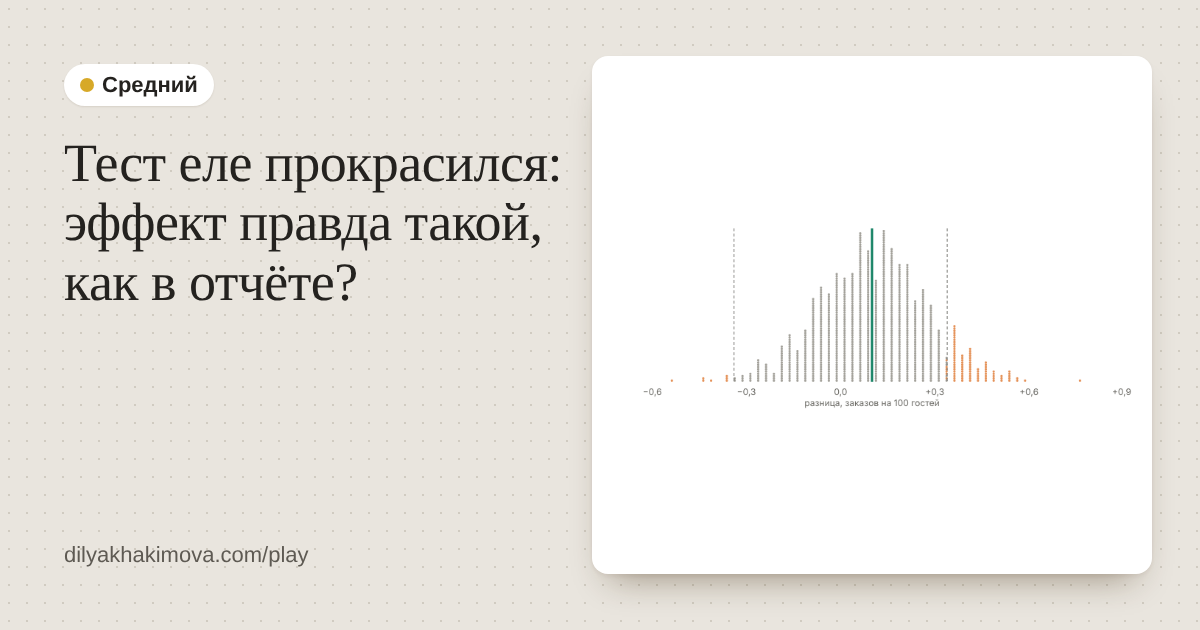 Средний
Тест еле прокрасился:
эффект правда такой,
как в отчёте?
−0,6 −0,3 0,0 +0,3 +0,6 +0,9
разница, заказов на 100 гостей
dilyakhakimova.com/play